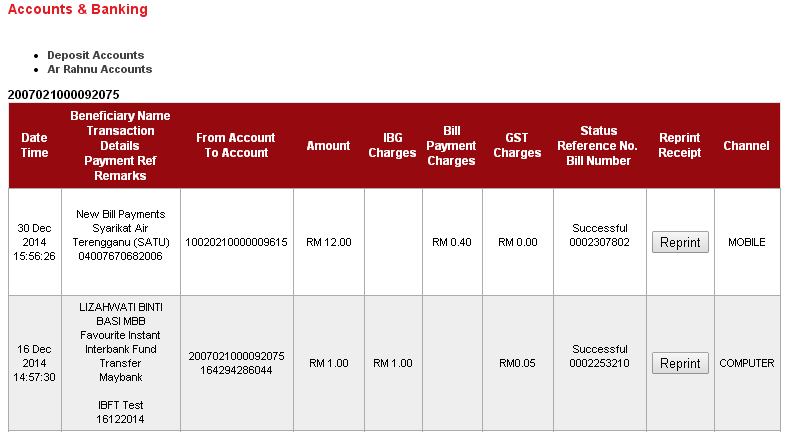 Accounts & Banking
Deposit Accounts
Ar Rahnu Accounts
2007021000092075
Date
Time
Beneficiary Name
Transaction
Details
Payment Ref
Remarks
From Account
To Account
Amount
IBG
Charges
Bill
Payment
Charges
GST
Charges
Status
Reference No.
Bill Number
Reprint
Receipt
Channel
30 Dec
2014
15:56:26
New Bill Payments
Syarikat Air
Terengganu (SATU)
04007670682006
10020210000009615
RM 12.00
RM 0.40
RM 0.00
Successful
0002307802
Reprint
MOBILE
16 Dec
2014
14:57:30
LIZAHWATI BINTI
BASI MBB
Favourite Instant
Interbank Fund
Transfer
Maybank
IBFT Test
16122014
2007021000092075
164294286044
RM 1.00
RM 1.00
RM0.05
Successful
0002253210
Reprint
COMPUTER